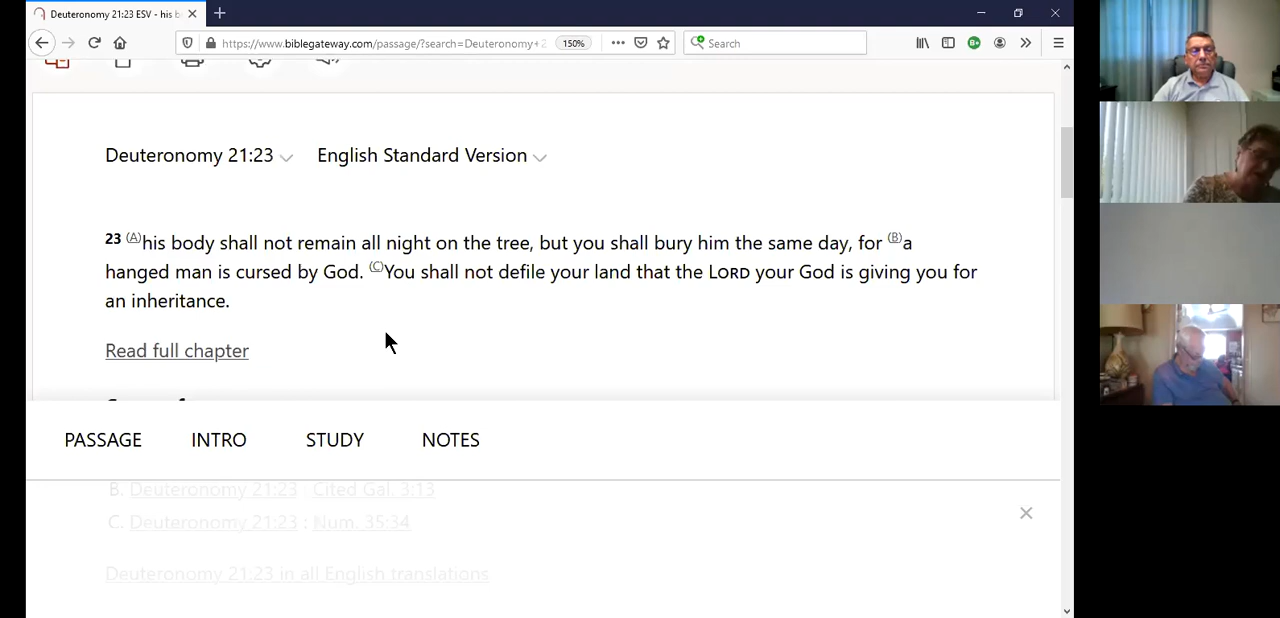 Deuteronomy 21:23 ESV - his b
https://www.biblegateway.com/passage/?search=Deuteronomy+ 2
150%
Search
Deuteronomy 21:23 English Standard Version
23 (A)his body shall not remain all night on the tree, but you shall bury him the same day, for (B)a
hanged man is cursed by God. (C)You shall not defile your land that the LORD your God is giving you for
an inheritance.
Read full chapter
PASSAGE INTRO STUDY NOTES
B. Deuteronomy 21:23 : Cited Gal. 3:13
C. Deuteronomy 21:23 : Num. 35:34
Deuteronomy 21:23 in all English translations